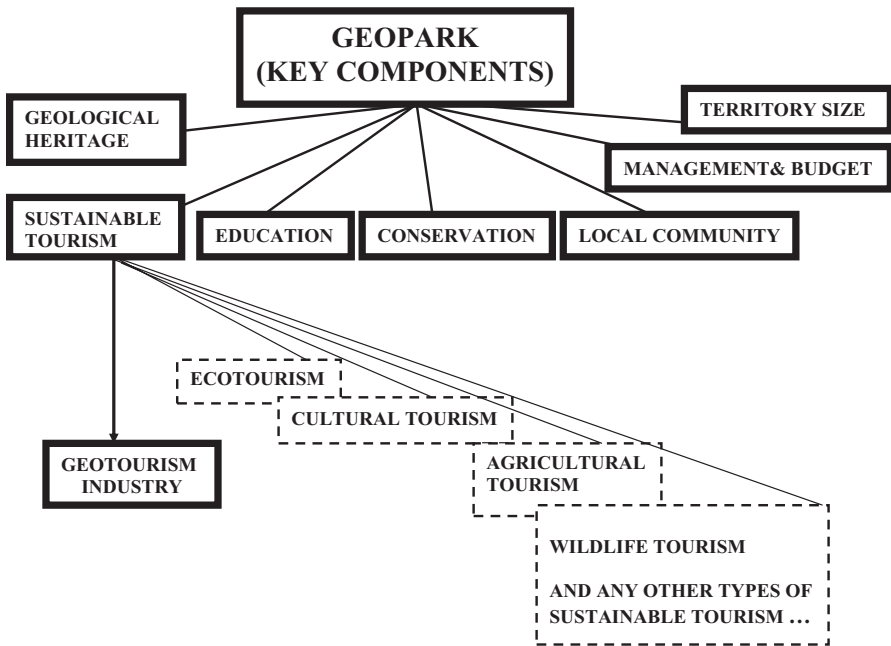 GEOPARK
(KEY COMPONENTS)
GEOLOGICAL
HERITAGE
TERRITORY SIZE
MANAGEMENT& BUDGET
SUSTAINABLE
TOURISM
EDUCATION
CONSERVATION
LOCAL COMMUNITY
ECOTOURISM
CULTURAL TOURISM
GEOTOURISM
INDUSTRY
AGRICULTURAL
TOURISM
WILDLIFE TOURISM
AND ANY OTHER TYPES OF
SUSTAINABLE TOURISM ...